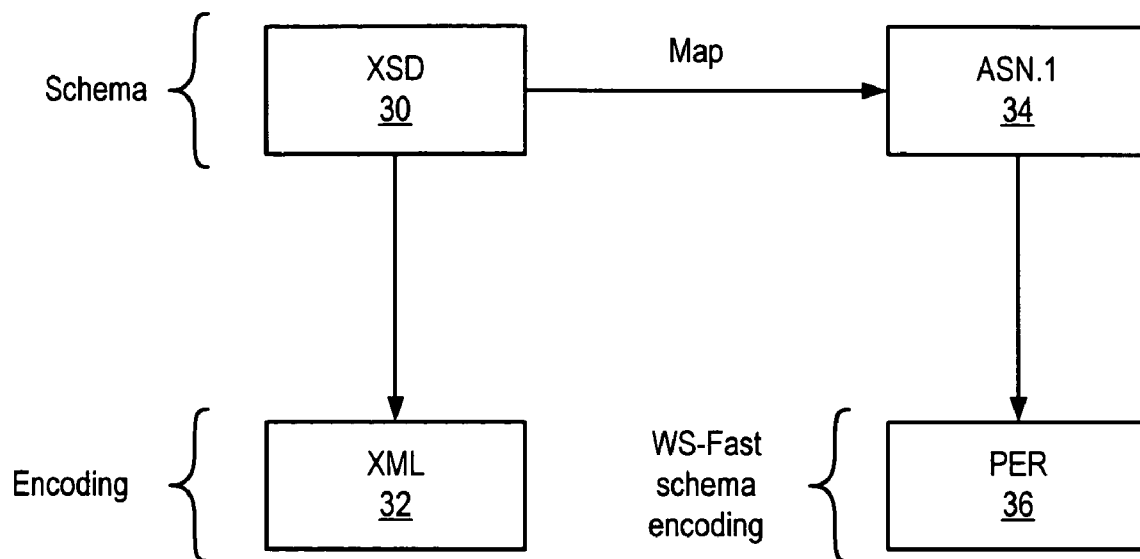 Schema
XSD
30
Map
ASN.1
34
Encoding
XML
32
WS-Fast
schema
encoding
PER
36